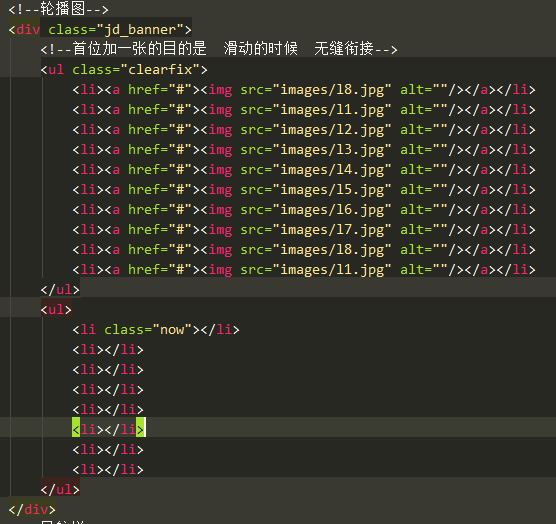 <!--轮播图-->
<div class="jd_banner">
<!--首位加一张的目的是  滑动的时候  无缝衔接-->
<ul class="clearfix">
<li><a href="#"><img src="images/l8.jpg" alt=""/></a></li>
<li><a href="#"><img src="images/l1.jpg" alt=""/></a></li>
<li><a href="#"><img src="images/l2.jpg" alt=""/></a></li>
<li><a href="#"><img src="images/l3.jpg" alt=""/></a></li>
<li><a href="#"><img src="images/l4.jpg" alt=""/></a></li>
<li><a href="#"><img src="images/l5.jpg" alt=""/></a></li>
<li><a href="#"><img src="images/l6.jpg" alt=""/></a></li>
<li><a href="#"><img src="images/l7.jpg" alt=""/></a></li>
<li><a href="#"><img src="images/l8.jpg" alt=""/></a></li>
<li><a href="#"><img src="images/l1.jpg" alt=""/></a></li>
</ul>
<ul>
<li class="now"></li>
<li></li>
<li></li>
<li></li>
<li></li>
<li></li>
<li></li>
<li></li>
</ul>
</div>